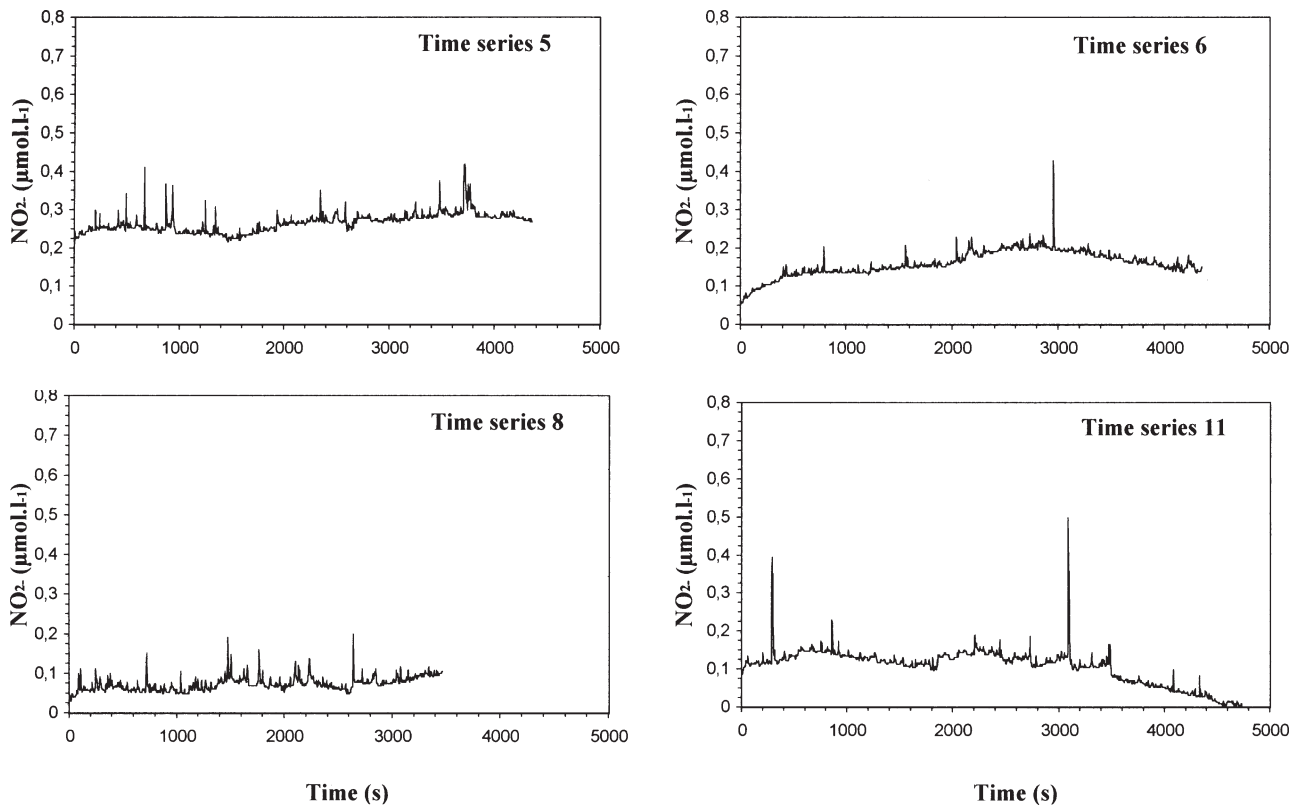 Time series 5
NO2- (µmol.l-1)
0,8
0,7
0,6
0,5
0,4
0,3
0,2
0,1
0
0 1000 2000 3000 4000 5000
Time series 6
NO2- (µmol.l-1)
0,8
0,7
0,6
0,5
0,4
0,3
0,2
0,1
0
0 1000 2000 3000 4000 5000
Time series 8
NO2- (µmol.l-1)
0,8
0,7
0,6
0,5
0,4
0,3
0,2
0,1
0
0 1000 2000 3000 4000 5000
Time (s)
Time series 11
NO2- (µmol.l-1)
0,8
0,7
0,6
0,5
0,4
0,3
0,2
0,1
0
0 1000 2000 3000 4000 5000
Time (s)